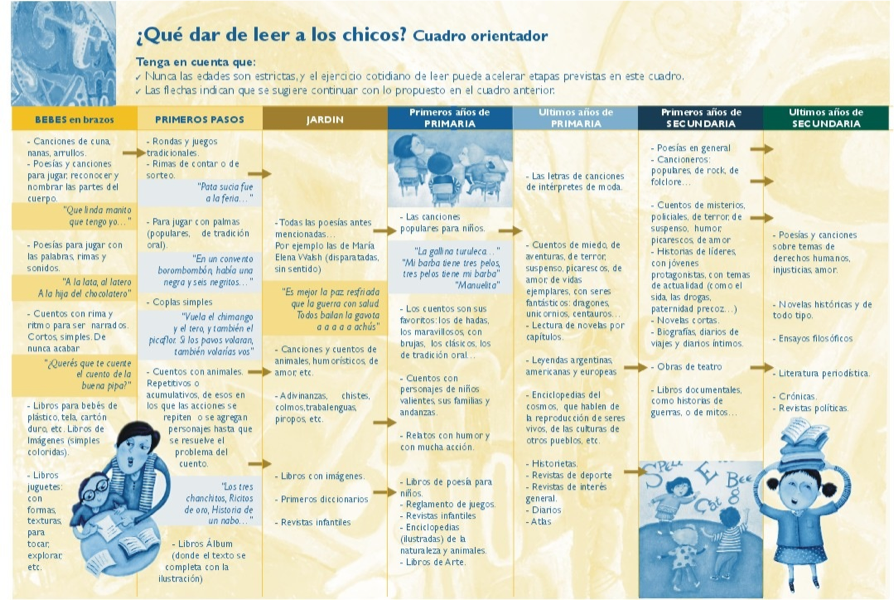 ¿Qué dar de leer a los chicos? Cuadro orientador
Tenga en cuenta que:
✓ Nunca las edades son estrictas, y el ejercicio cotidiano de leer puede acelerar etapas previstas en este cuadro.
✓ Las flechas indican que se sugiere continuar con lo propuesto en el cuadro anterior.
BEBES en brazos
- Canciones de cuna,
nanas, arrullos.
- Poesías y canciones
para jugar, reconocer y
nombrar las partes del
cuerpo.
"Que linda manito
que tengo yo..."
- Poesías para jugar con
las palabras, rimas y
sonidos.
"A la lata, al latero
A la hija del chocolatero"
- Cuentos con rima y
ritmo para ser narrados.
Cortos, simples. De
nunca acabar
"¿Querés que te cuente
el cuento de la
buena pipa?"
- Libros para bebés de
plástico, tela, cartón
duro, etc. Libros de
Imágenes (simples
coloridas).
- Libros
juguetes:
con
formas,
texturas,
para
tocar,
explorar,
etc.
PRIMEROS PASOS
- Rondas y juegos
tradicionales.
- Rimas de contar o de
sorteo.
"Pata sucia fue
a la feria..."
- Para jugar con palmas
(populares, de tradición
oral).
"En un convento
borombombón, había una
negra y seis negritos..."
- Coplas simples
"Vuela el chimango
y el tero, y también el
picaflor. Si los pavos volaran,
también volarías vos"
- Cuentos con animales.
Repetitivos o
acumulativos, de esos en
los que las acciones se
repiten o se agregan
personajes hasta que
se resuelve el
problema del
cuento.
"Los tres
chanchitos, Ricitos
de oro, Historia de
un nabo..."
- Libros Álbum
(donde el texto se
completa con la
ilustración)
JARDIN
-Todas las poesías antes
mencionadas...
Por ejemplo las de María
Elena Walsh (disparatadas,
sin sentido)
"Es mejor la paz resfriada
que la guerra con salud.
Todos bailan la gavota
a a a a a achús"
- Canciones y cuentos de
animales, humorísticos, de
amor, etc.
- Adivinanzas, chistes,
colmos, trabalenguas,
piropos, etc.
- Libros con imágenes.
- Primeros diccionarios
- Revistas infantiles
Primeros años de
PRIMARIA
- Las canciones
populares para niños.
"La gallina turuleca..."
"Mi barba tiene tres pelos,
tres pelos tiene mi barba"
"Manuelita"
- Los cuentos son sus
favoritos: los de hadas,
los maravillosos, con
brujas, los clásicos, los
de tradición oral...
- Cuentos con
personajes de niños
valientes, sus familias y
andanzas.
- Relatos con humor y
con mucha acción.
- Libros de poesía para
niños.
- Reglamento de juegos.
- Revistas infantiles
- Enciclopedias
(ilustradas) de la
naturaleza y animales.
- Libros de Arte.
Ultimos años de
PRIMARIA
- Las letras de canciones
de intérpretes de moda.
- Cuentos de miedo, de
aventuras, de terror,
suspenso, picarescos, de
amor de vidas
ejemplares, con seres
fantásticos: dragones,
unicornios, centauros...
- Lectura de novelas por
capítulos.
- Leyendas argentinas,
americanas y europeas
- Enciclopedias del
cosmos, que hablen de
la reproducción de seres
vivos, de las culturas de
otros pueblos, etc.
- Historietas.
- Revistas de deporte
- Revistas de interés
general.
- Diarios
- Atlas
Primeros años de
SECUNDARIA
- Poesías en general
- Cancioneros:
populares, de rock, de
folclore...
- Cuentos de misterios,
policiales, de terror, de
suspenso, humor,
picarescos, de amor
- Historias de líderes,
con jóvenes
protagonistas, con temas
de actualidad (como el
sida, las drogas,
paternidad precoz...)
- Novelas cortas.
- Biografías, diarios de
viajes y diarios íntimos.
- Obras de teatro
- Libros documentales,
como historias de
guerras, o de mitos...
Spell
Bee
Cat
8
Ultimos años de
SECUNDARIA
- Poesías y canciones
sobre temas de
derechos humanos,
injusticias, amor.
- Novelas históricas y de
todo tipo.
- Ensayos filosóficos
- Literatura periodística.
- Crónicas.
- Revistas políticas.